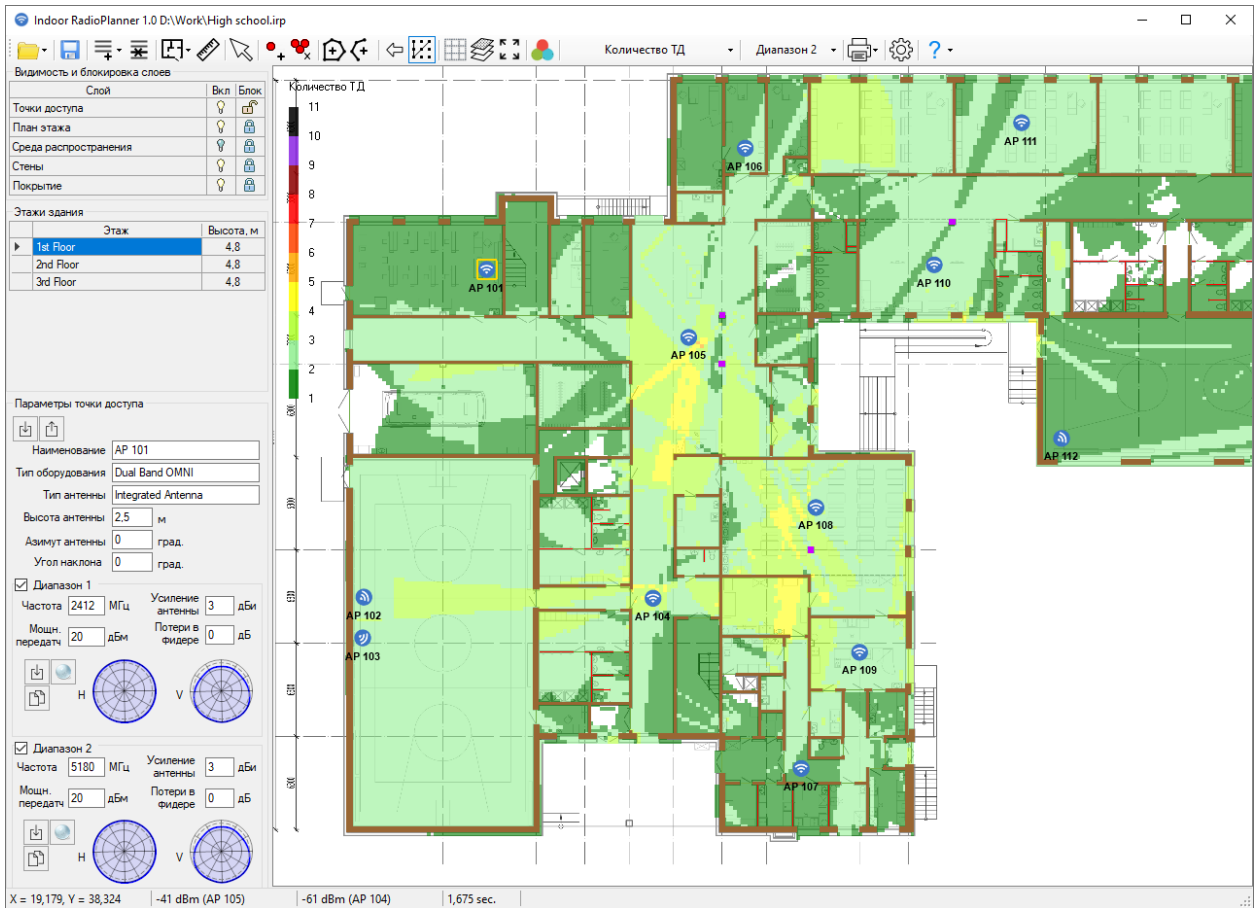 Indoor RadioPlanner 1.0 D:\Work\High school.irp
Количество ТД
Диапазон 2
Видимость и блокировка слоев
Слой Вкл Блок
Точки доступа
План этажа
Среда распространения
Стены
Покрытие
Этажи здания
Этаж Высота, м
1st Floor 4,8
2nd Floor 4,8
3rd Floor 4,8
Параметры точки доступа
Наименование AP 101
Тип оборудования Dual Band OMNI
Тип антенны Integrated Antenna
Высота антенны 2,5 м
Азимут антенны 0 град.
Угол наклона 0 град.
Диапазон 1
Частота 2412 МГц Усиление антенны 3 дБи
Мощн. передатч 20 дБм Потери в фидере 0 дБ
H V
Диапазон 2
Частота 5180 МГц Усиление антенны 3 дБи
Мощн. передатч 20 дБм Потери в фидере 0 дБ
H V
Количество ТД
11
10
9
8
7
6
5
4
3
2
1
AP 111
AP 106
AP 110
AP 101
AP 105
AP 112
AP 108
AP 102
AP 104
AP 103
AP 109
AP 107
X = 19,179, Y = 38,324 -41 dBm (AP 105) -61 dBm (AP 104) 1,675 sec.